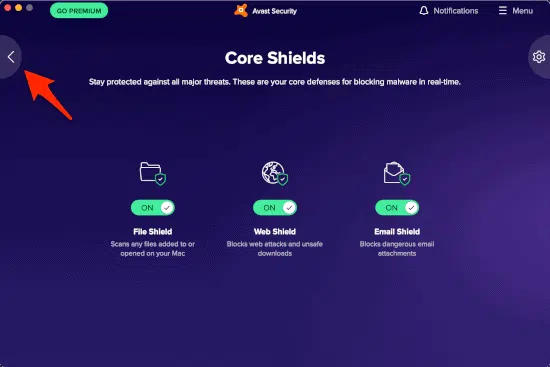 GO PREMIUM
Avast Security
Notifications
Menu
Core Shields
Stay protected against all major threats. These are your core defenses for blocking malware in real-time.
ON
ON
ON
File Shield
Web Shield
Email Shield
Scans any files added to or
opened on your Mac
Blocks web attacks and unsafe
downloads
Blocks dangerous email
attachments